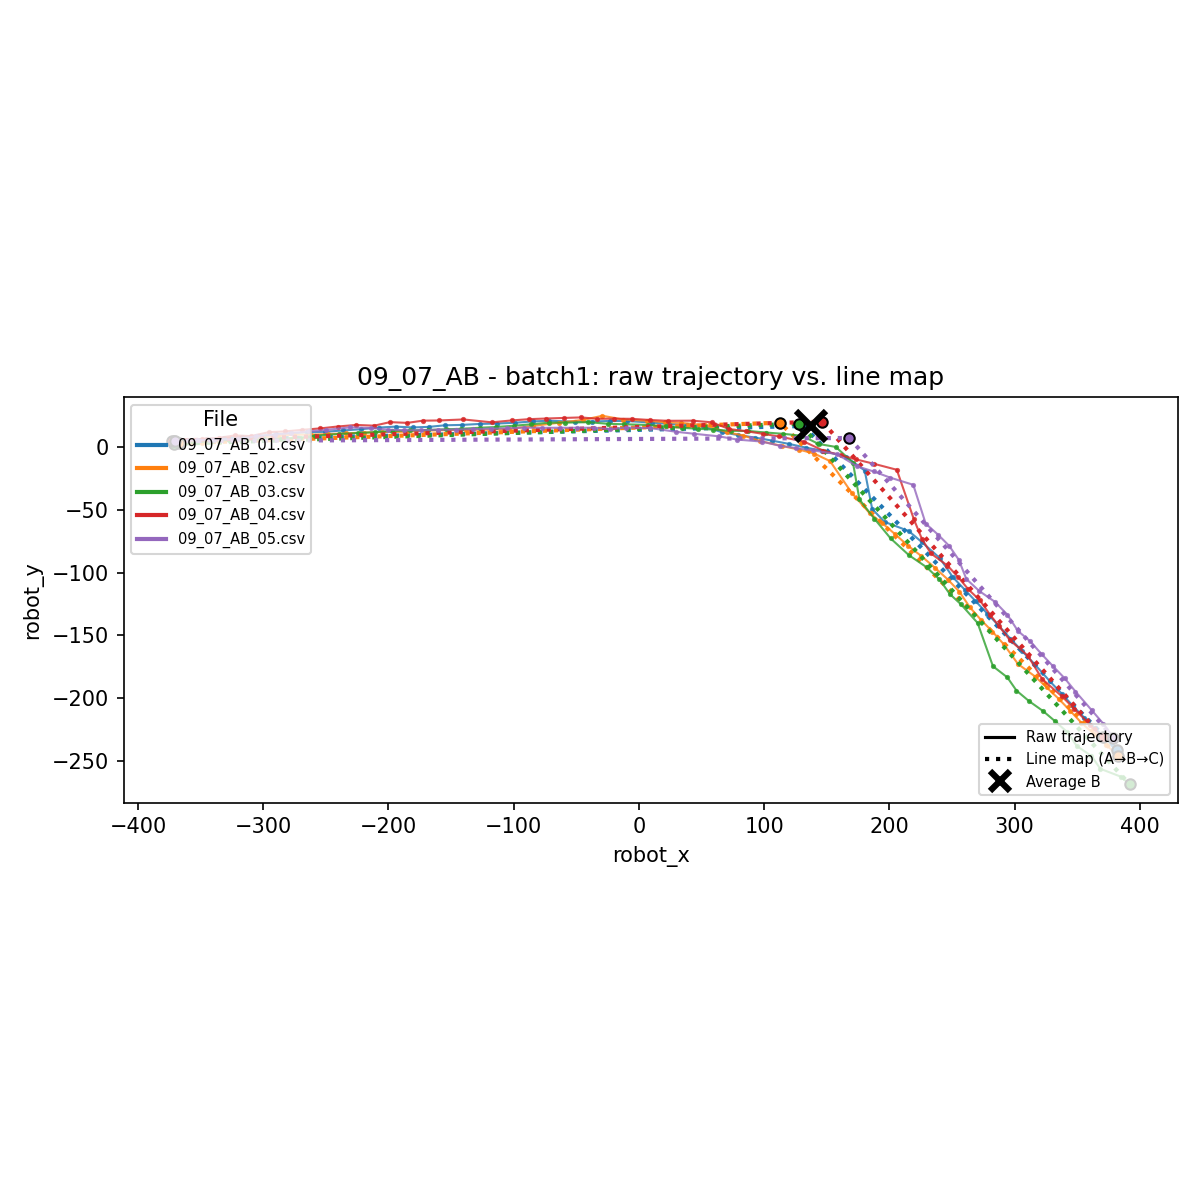 09_07_AB - batch1: raw trajectory vs. line map
File
09_07_AB_01.csv
09_07_AB_02.csv
09_07_AB_03.csv
09_07_AB_04.csv
09_07_AB_05.csv
robot_y
0
−50
−100
−150
−200
−250
Raw trajectory
Line map (A→B→C)
Average B
−400
−300
−200
−100
0
100
200
300
400
robot_x